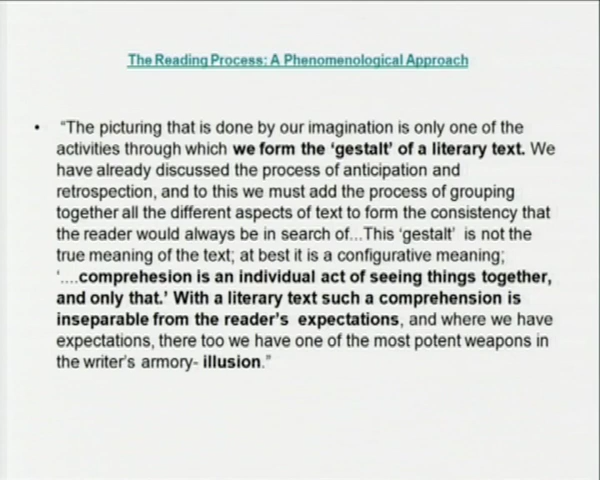 The Reading Process: A Phenomenological Approach
• “The picturing that is done by our imagination is only one of the
activities through which we form the ‘gestalt’ of a literary text. We
have already discussed the process of anticipation and
retrospection, and to this we must add the process of grouping
together all the different aspects of text to form the consistency that
the reader would always be in search of...This ‘gestalt’ is not the
true meaning of the text; at best it is a configurative meaning;
‘....comprehesion is an individual act of seeing things together,
and only that.’ With a literary text such a comprehension is
inseparable from the reader’s expectations, and where we have
expectations, there too we have one of the most potent weapons in
the writer’s armory- illusion.”